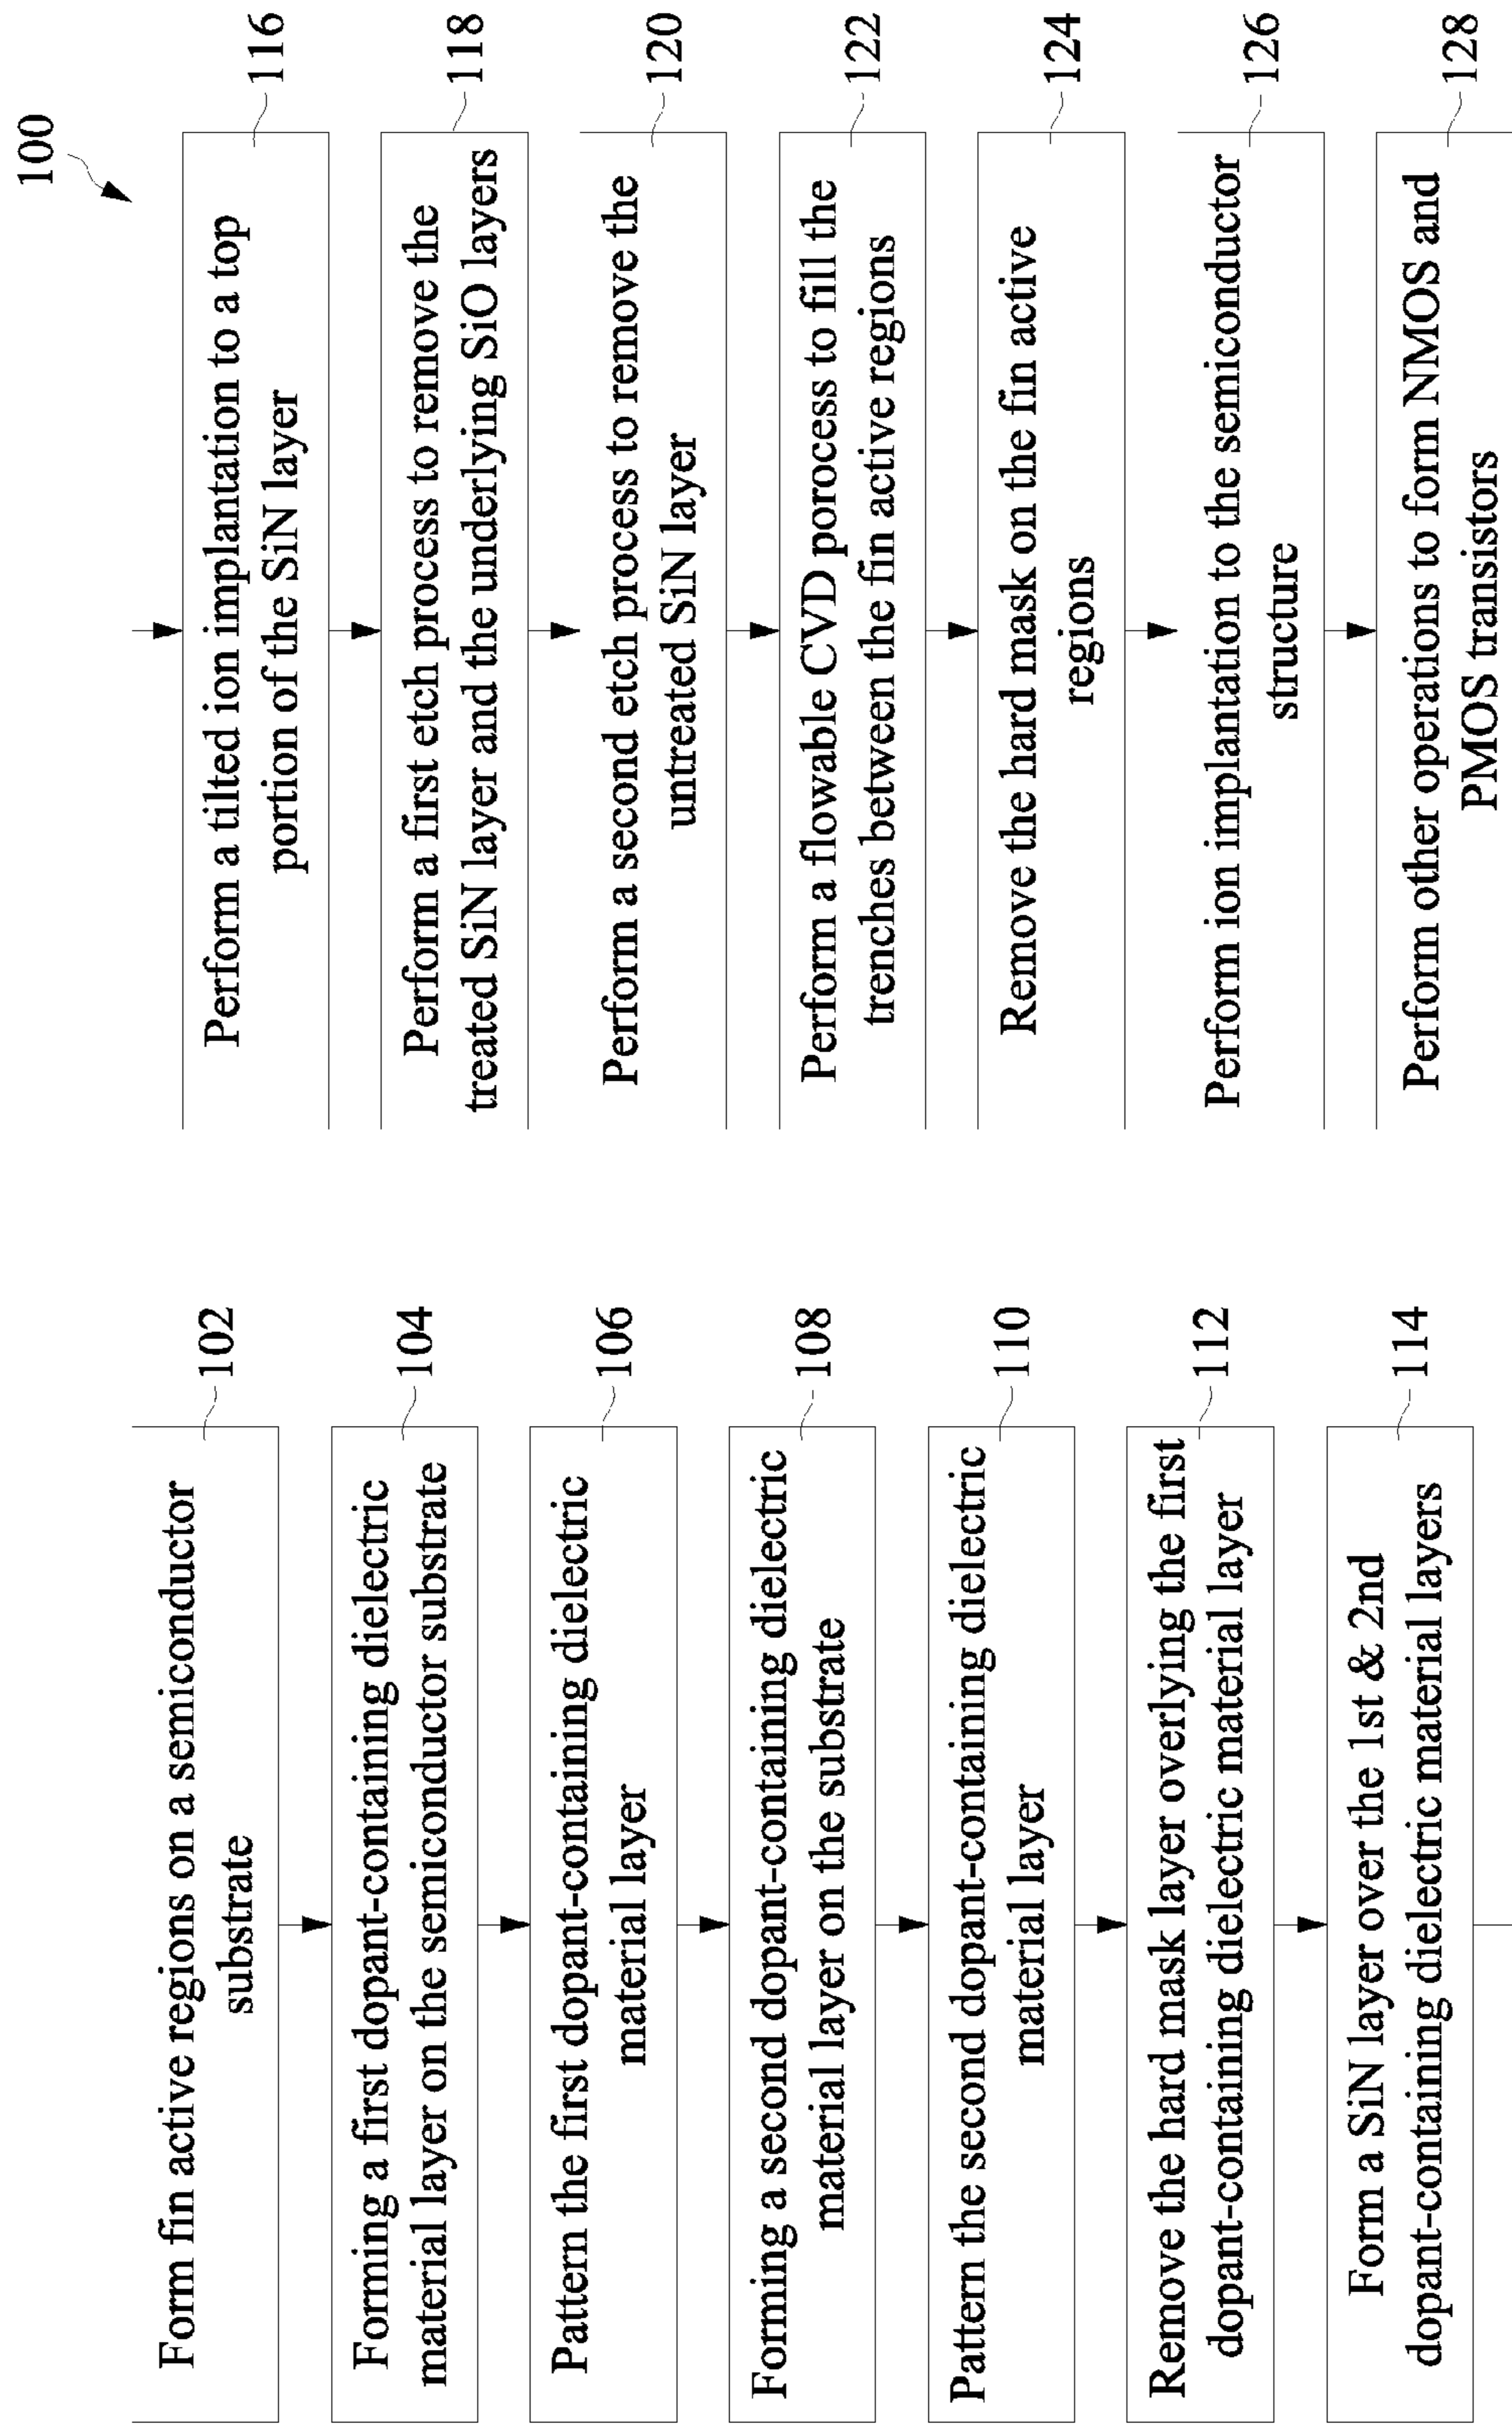 100
Form fin active regions on a semiconductor
substrate
102
Forming a first dopant-containing dielectric
material layer on the semiconductor substrate
104
Pattern the first dopant-containing dielectric
material layer
106
Forming a second dopant-containing dielectric
material layer on the substrate
108
Pattern the second dopant-containing dielectric
material layer
110
Remove the hard mask layer overlying the first
dopant-containing dielectric material layer
112
Form a SiN layer over the 1st & 2nd
dopant-containing dielectric material layers
114
Perform a tilted ion implantation to a top
portion of the SiN layer
116
Perform a first etch process to remove the
treated SiN layer and the underlying SiO layers
118
Perform a second etch process to remove the
untreated SiN layer
120
Perform a flowable CVD porocess to fill the
trenches between the fin active regions
122
Remove the hard mask on the fin active
regions
124
Perform ion implantation to the semiconductor
structure
126
Perform other operations to form NMOS and
PMOS transistors
128